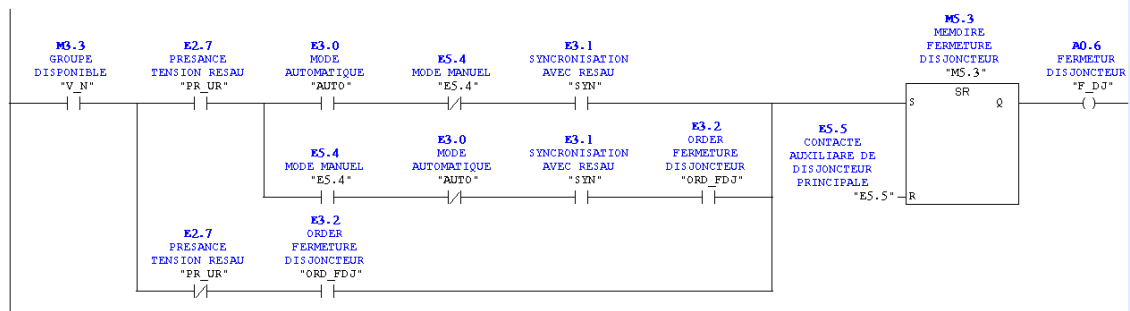 M3.3
GROUPE
DISPONIBLE
"V_N"
E2.7
PRESANCE
TENSION RESAU
"PR_UR"
E3.0
MODE
AUTOMATIQUE
"AUTO"
E5.4
MODE MANUEL
"E5.4"
E3.1
SYNCRONISATION
AVEC RESAU
"SYN"
M5.3
MEMOIRE
FERMETURE
DISJONCTEUR
"M5.3"
SR
S
Q
R
A0.6
FERMETUR
DISJONCTEUR
"F_DJ"
E5.4
MODE MANUEL
"E5.4"
E3.0
MODE
AUTOMATIQUE
"AUTO"
E3.1
SYNCRONISATION
AVEC RESAU
"SYN"
E3.2
ORDER
FERMETURE
DISJONCTEUR
"ORD_FDJ"
E5.5
CONTACTE
AUXILIARE DE
DISJONCTEUR
PRINCIPALE
"E5.5"
E2.7
PRESANCE
TENSION RESAU
"PR_UR"
E3.2
ORDER
FERMETURE
DISJONCTEUR
"ORD_FDJ"